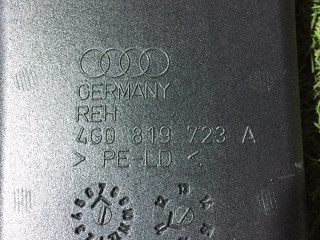 GERMANY
REH
4G0 819 723 A
> PE-LD <